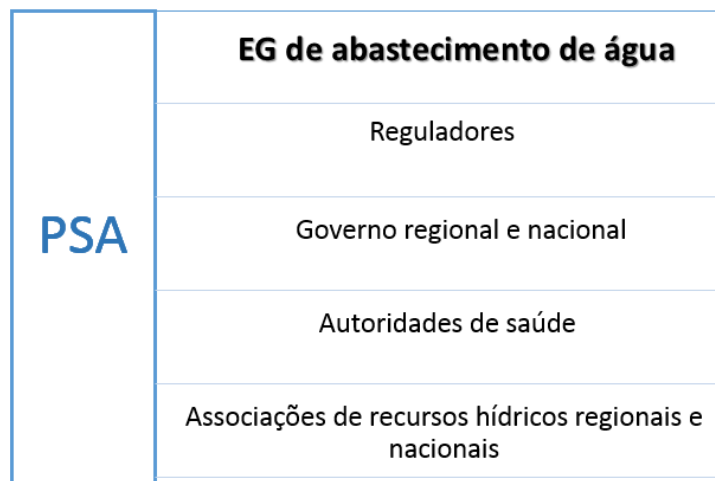 PSA
EG de abastecimento de água
Reguladores
Governo regional e nacional
Autoridades de saúde
Associações de recursos hídricos regionais e
nacionais